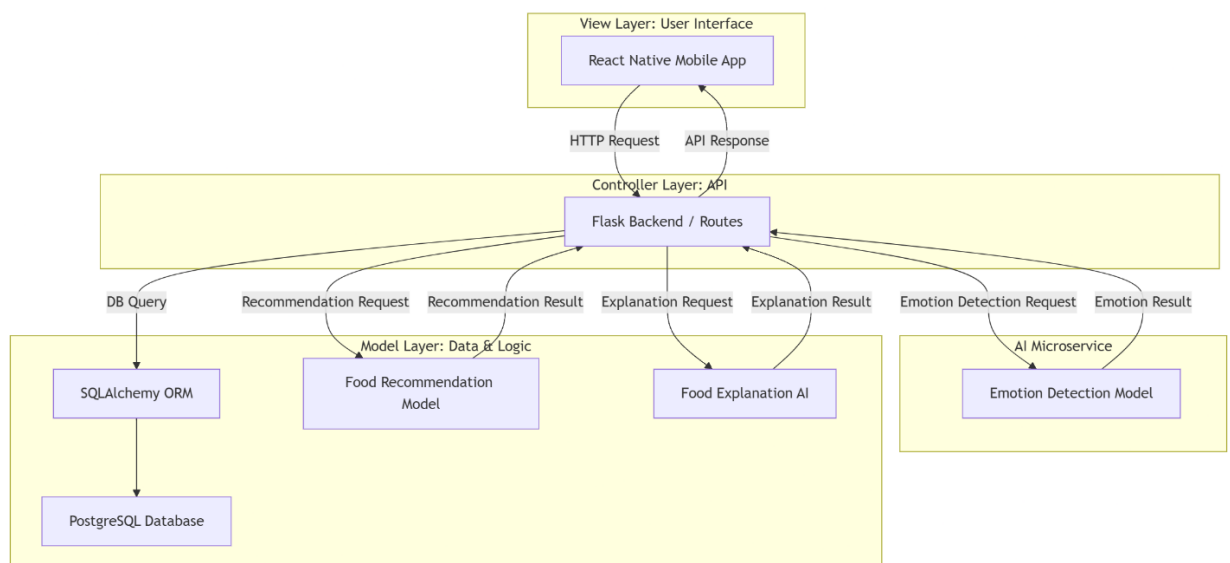 View Layer: User Interface
React Native Mobile App
HTTP Request
API Response
Controller Layer: API
Flask Backend / Routes
DB Query
Recommendation Request
Recommendation Result
Explanation Request
Explanation Result
Emotion Detection Request
Emotion Result
Model Layer: Data & Logic
AI Microservice
SQLAlchemy ORM
Food Recommendation
Model
Food Explanation AI
Emotion Detection Model
PostgreSQL Database